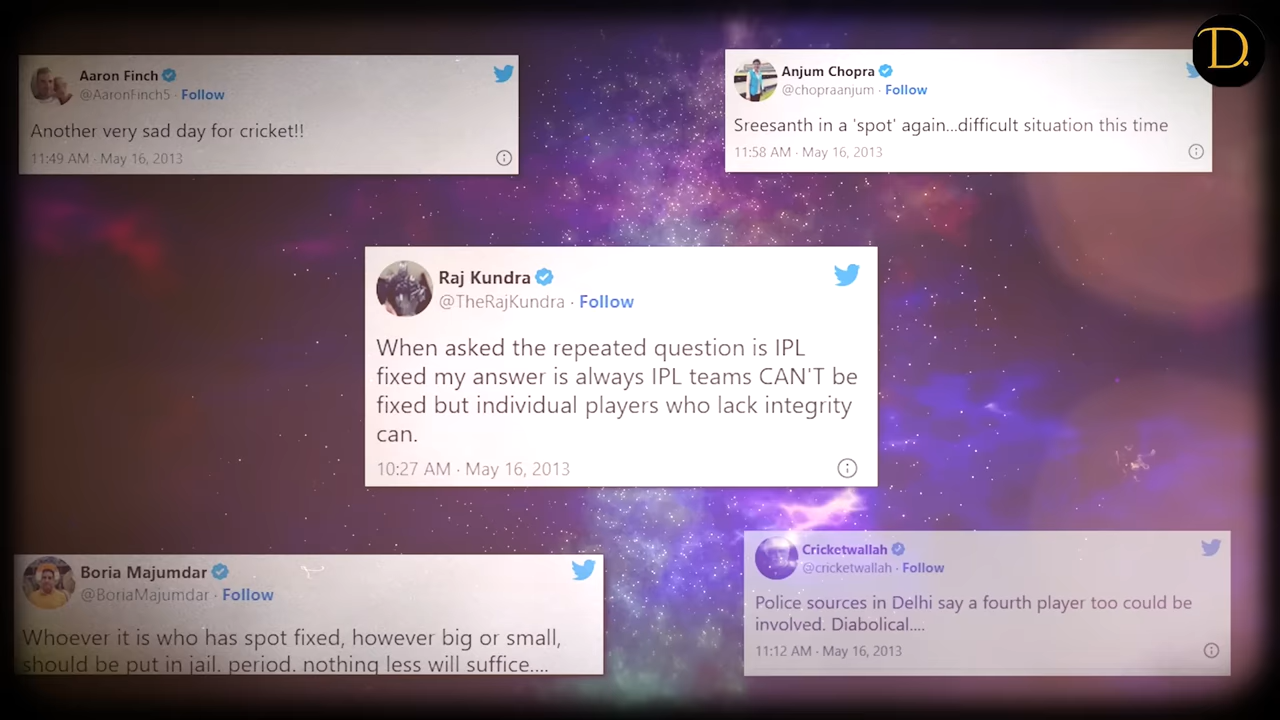 D.
Aaron Finch
@AaronFinch5 · Follow
Another very sad day for cricket!!
11:49 AM · May 16, 2013
Anjum Chopra
@chopraanjum · Follow
Sreesanth in a 'spot' again...difficult situation this time
11:58 AM · May 16, 2013
Raj Kundra
@TheRajKundra · Follow
When asked the repeated question is IPL
fixed my answer is always IPL teams CAN'T be
fixed but individual players who lack integrity
can.
10:27 AM · May 16, 2013
Boria Majumdar
@BoriaMajumdar · Follow
Whoever it is who has spot fixed, however big or small,
should be put in jail. period. nothing less will suffice....
Cricketwallah
@cricketwallah · Follow
Police sources in Delhi say a fourth player too could be
involved. Diabolical....
11:12 AM · May 16, 2013